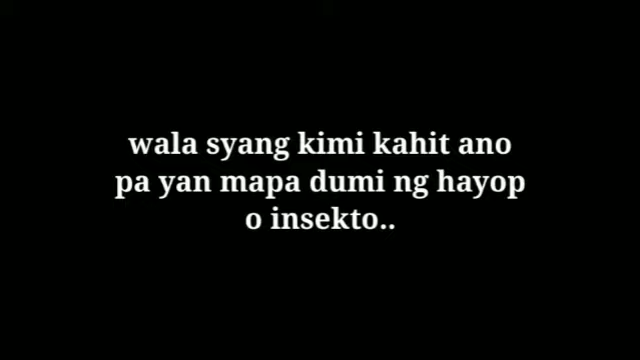 wala syang kimi kahit ano
pa yan mapa dumi ng hayop
o insekto..